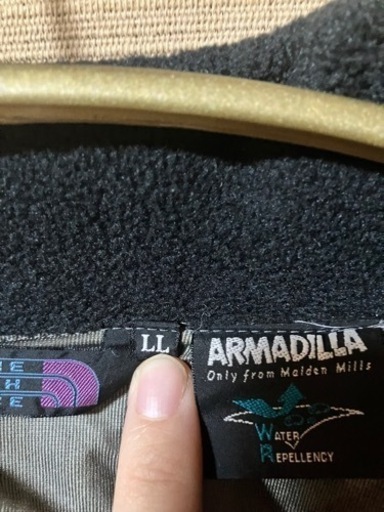 LL
ARMADILLA
Only from Malden Mills
WATER
REPELLENCY